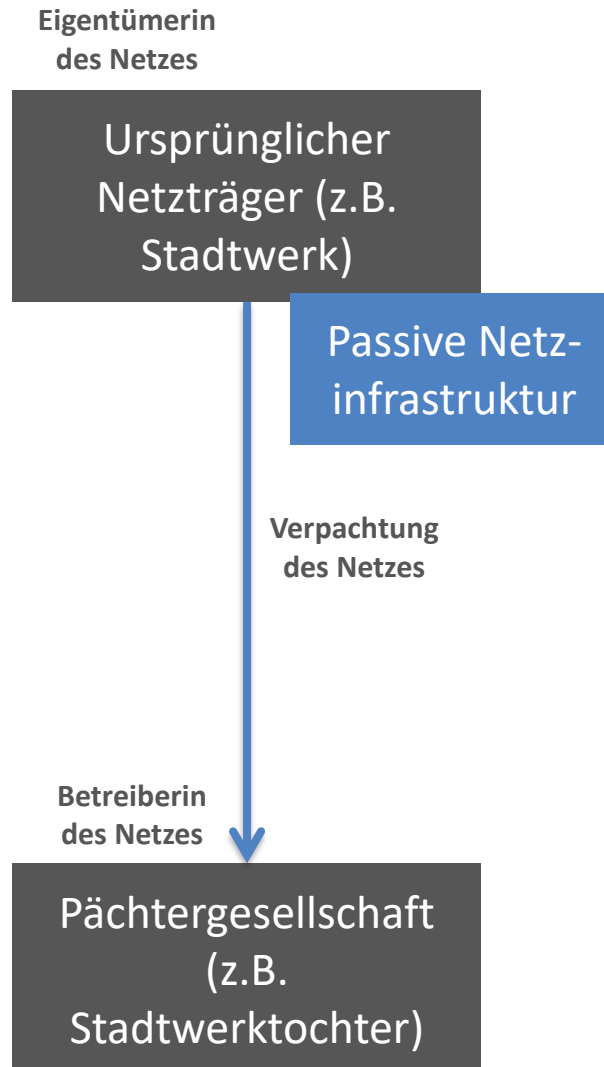 Eigentümerin
des Netzes
Ursprünglicher
Netzträger (z.B.
Stadtwerk)
Passive Netz-
infrastruktur
Verpachtung
des Netzes
Betreiberin
des Netzes
Pächtergesellschaft
(z.B.
Stadtwerktochter)